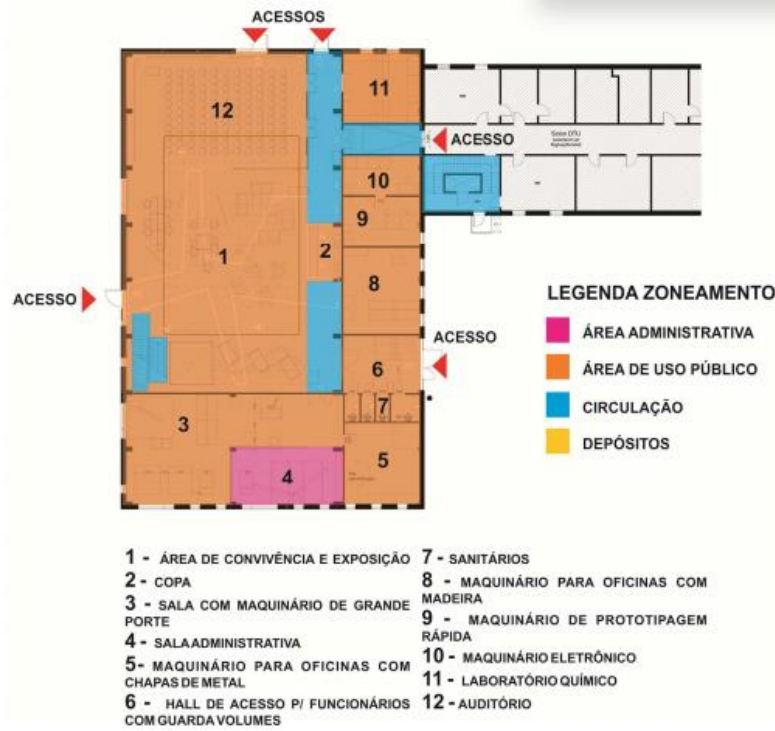 ACESSOS
12
11
ACESSO
Seion DTU
10
9
1
2
8
ACESSO
ACESSO
6
7
3
4
5
LEGENDA ZONEAMENTO
ÁREA ADMINISTRATIVA
ÁREA DE USO PÚBLICO
CIRCULAÇÃO
DEPÓSITOS
1 - ÁREA DE CONVIVÊNCIA E EXPOSIÇÃO
2 - COPA
3 - SALA COM MAQUINÁRIO DE GRANDE
PORTE
4 - SALA ADMINISTRATIVA
5- MAQUINÁRIO PARA OFICINAS COM
CHAPAS DE METAL
6 - HALL DE ACESSO P/ FUNCIONÁRIOS
COM GUARDA VOLUMES
7 - SANITÁRIOS
8 - MAQUINÁRIO PARA OFICINAS COM
MADEIRA
9 - MAQUINÁRIO DE PROTOTIPAGEM
RÁPIDA
10 - MAQUINÁRIO ELETRÔNICO
11 - LABORATÓRIO QUÍMICO
12 - AUDITÓRIO